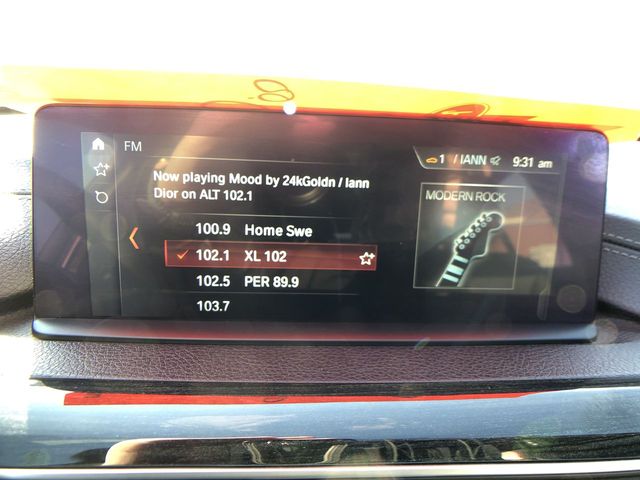 FM
1 / IANN 9:31 am
Now playing Mood by 24kGoldn / Iann
Dior on ALT 102.1
MODERN ROCK
100.9 Home Swe
102.1 XL 102
102.5 PER 89.9
103.7